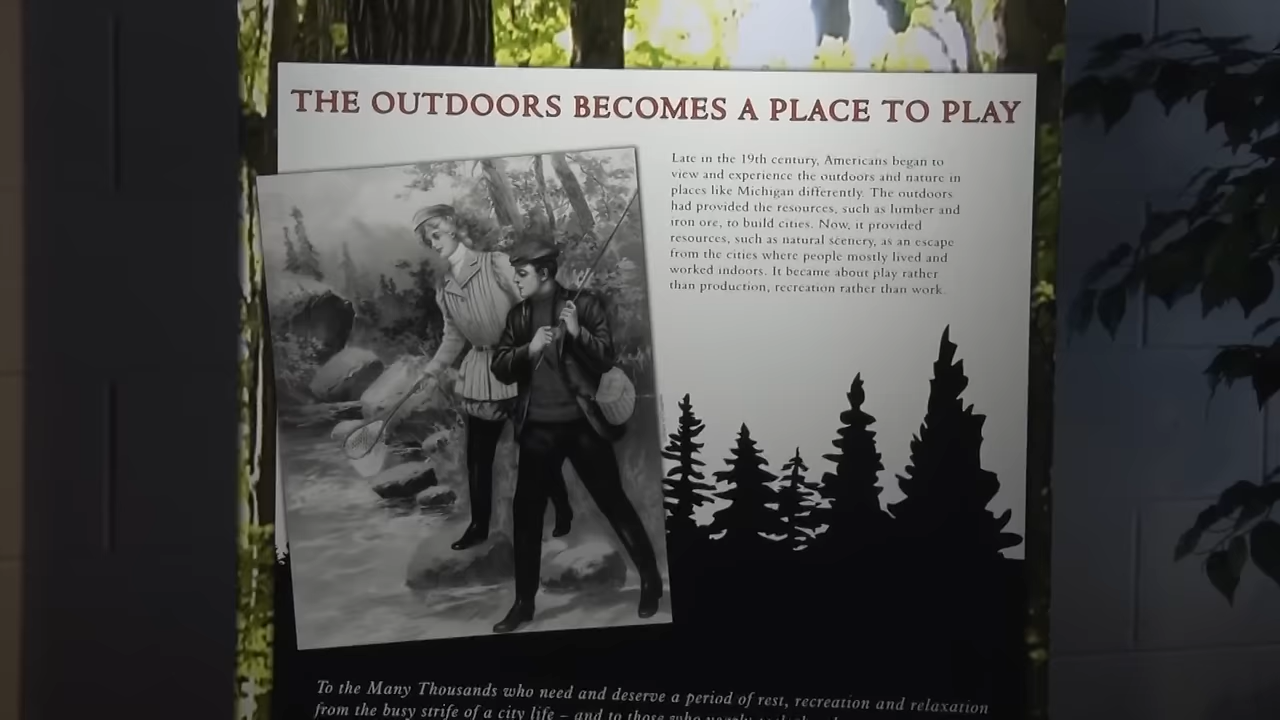 THE OUTDOORS BECOMES A PLACE TO PLAY
Late in the 19th century, Americans began to
view and experience the outdoors and nature in
places like Michigan differently. The outdoors
had provided the resources, such as lumber and
iron ore, to build cities. Now, it provided
resources, such as natural scenery, as an escape
from the cities where people mostly lived and
worked indoors. It became about play rather
than production, recreation rather than work.
To the Many Thousands who need and deserve a period of rest, recreation and relaxation
from the busy strife of a city life – and to those who